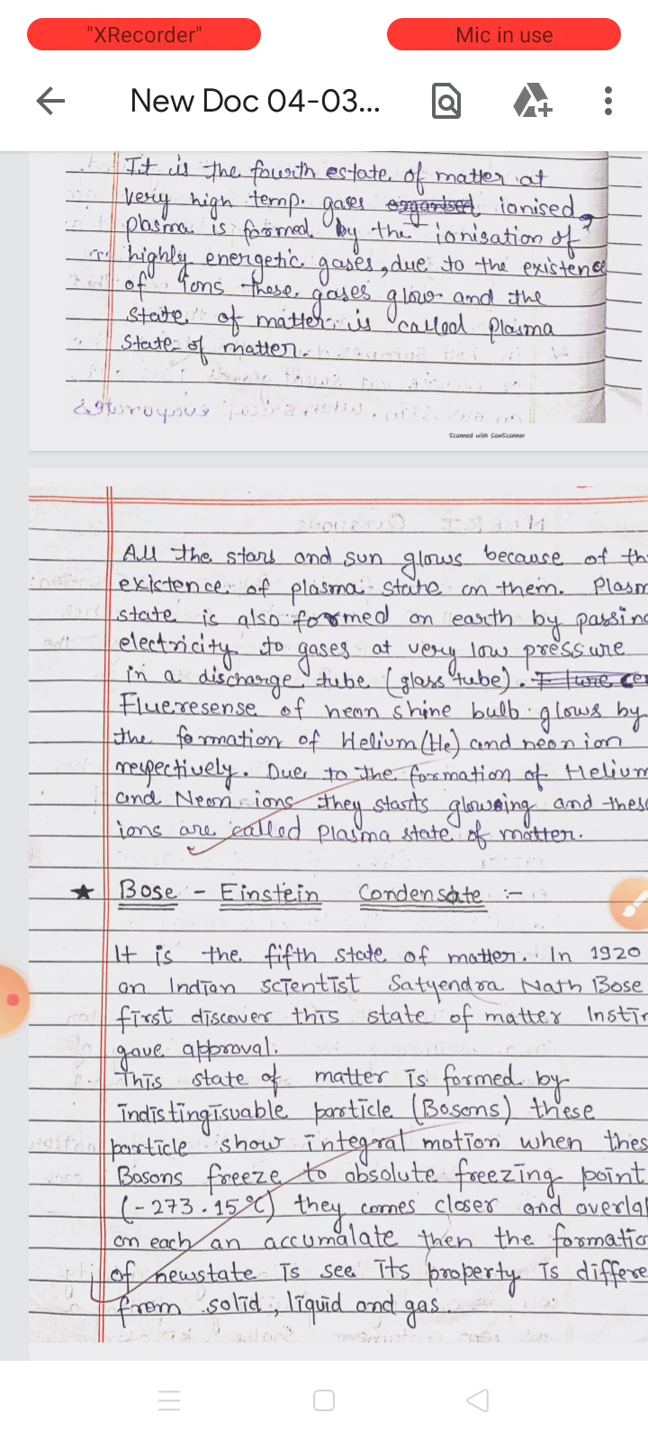 "XRecorder"
Mic in use
New Doc 04-03...
It is the fourth estate of matter at
very high temp. gases ionised,
plasma is formed by the ionisation of
highly energetic gases, due to the existence
of Ions these gases glow and the
state of matter is called plasma
state of matter.
Scanned with CamScanner
All the stars and sun glows because of th
existence of plasma state on them. Plasm
state is also formed on earth by passin
electricity to gases at very low pressure
in a discharge tube (glass tube).
Flueresense of neon shine bulb glows by
the formation of Helium (He) and neon ion
respectively. Due to the formation of Helium
and Neon ions they starts glowing and thes
ions are called plasma state of matter.
★ Bose - Einstein Condensate :-
It is the fifth state of matter. In 1920
an Indian scientist Satyendra Nath Bose
first discover this state of matter Instin
gave approval.
This state of matter is formed by
indistingisuable particle (Bosons) these
particle show integral motion when thes
Bosons freeze to absolute freezing point
(-273.15°C) they comes closer and overla
on each an accumalate then the formatio
of newstate is see its property is differe
from solid, liquid and gas.